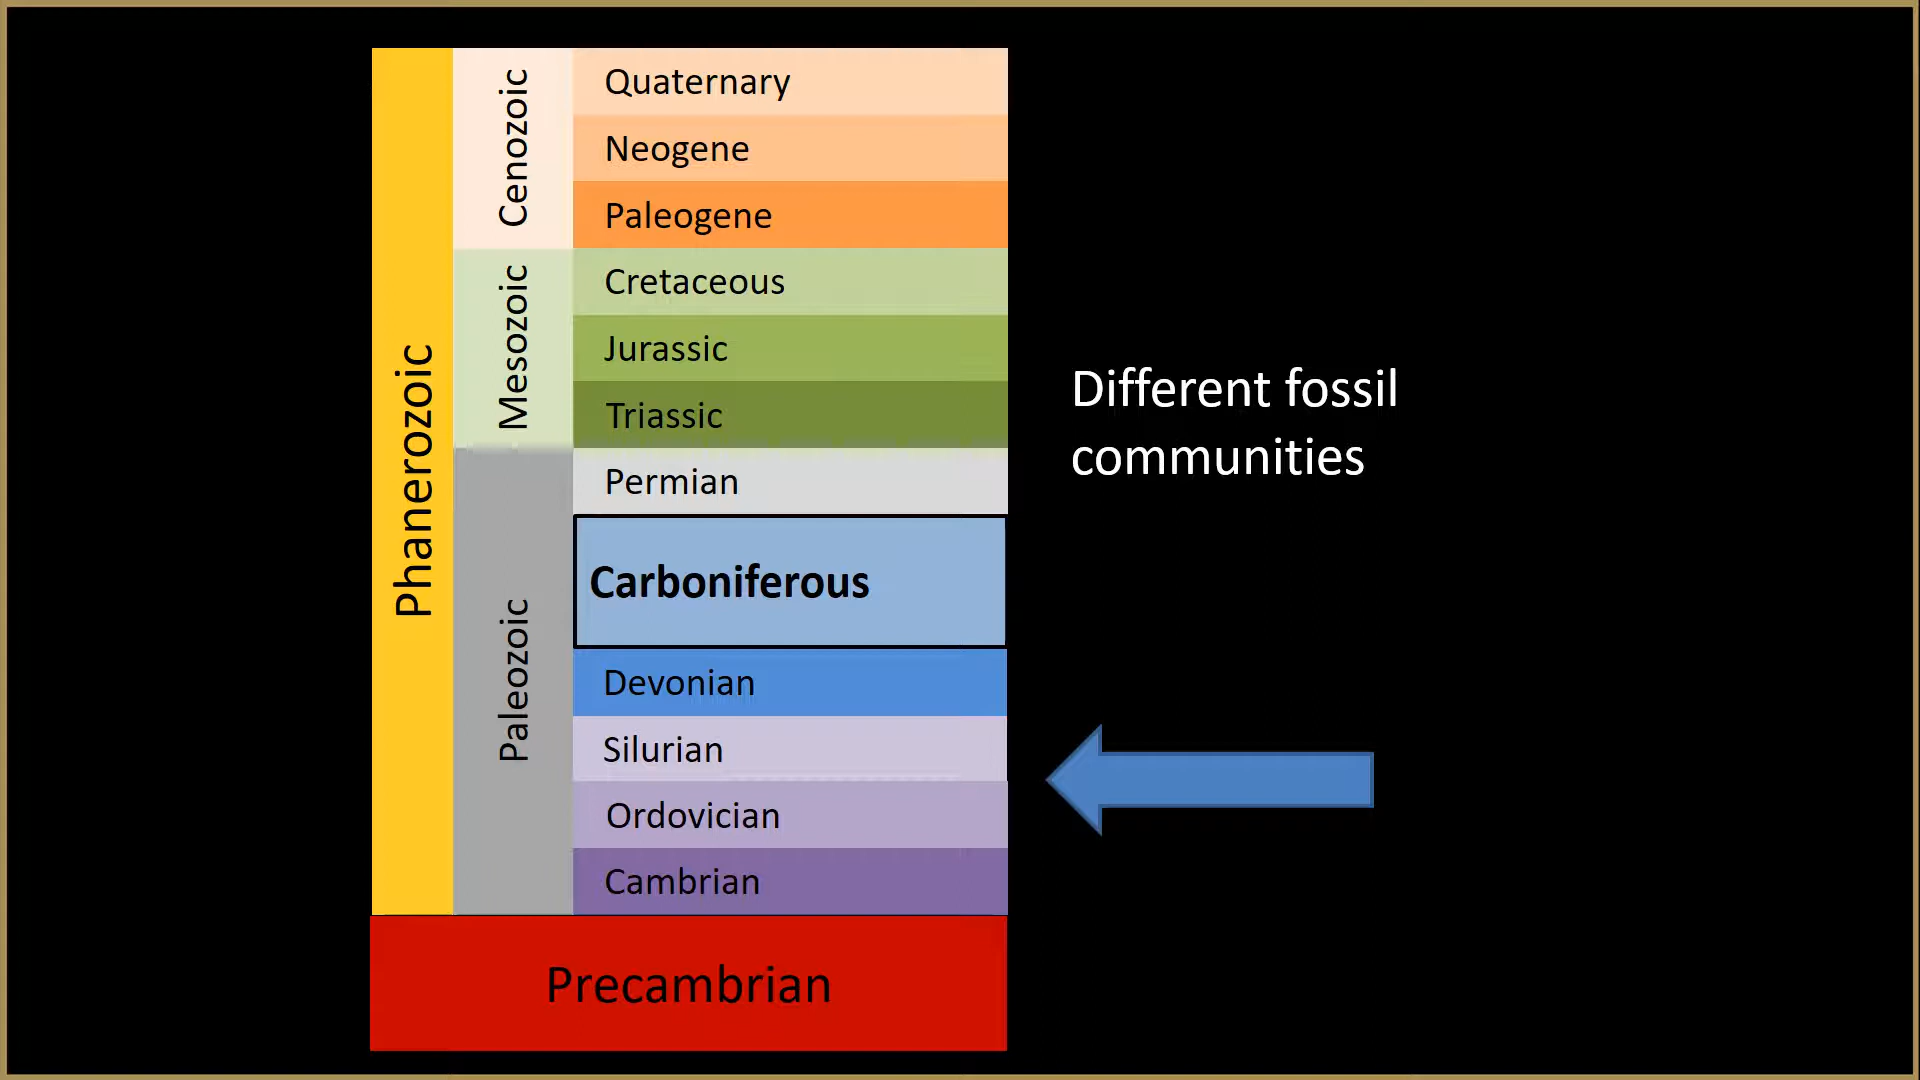 Phanerozoic
Cenozoic
Quaternary
Neogene
Paleogene
Mesozoic
Cretaceous
Jurassic
Triassic
Paleozoic
Permian
Carboniferous
Devonian
Silurian
Ordovician
Cambrian
Precambrian
Different fossil
communities